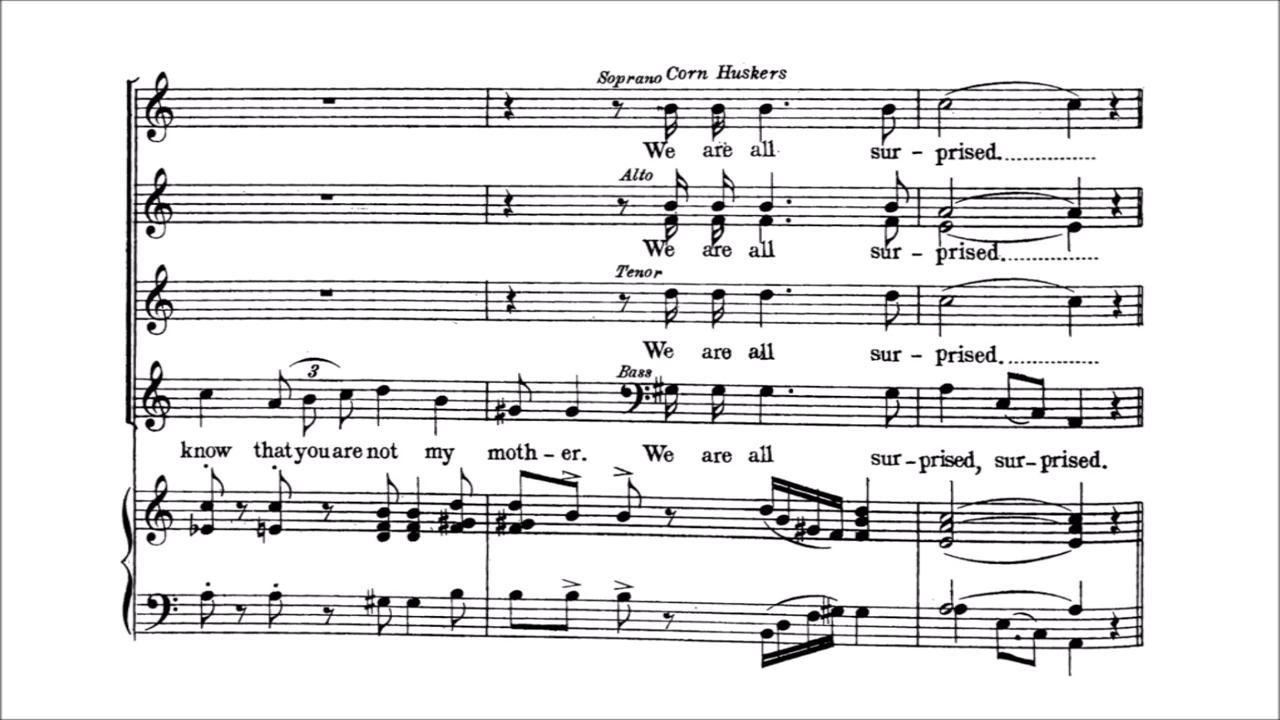 Soprano Corn Huskers
We are all sur - prised.
Alto
We are all sur - prised.
Tenor
We are all sur - prised.
3
Bass
know that you are not my moth - er. We are all sur - prised, sur - prised.